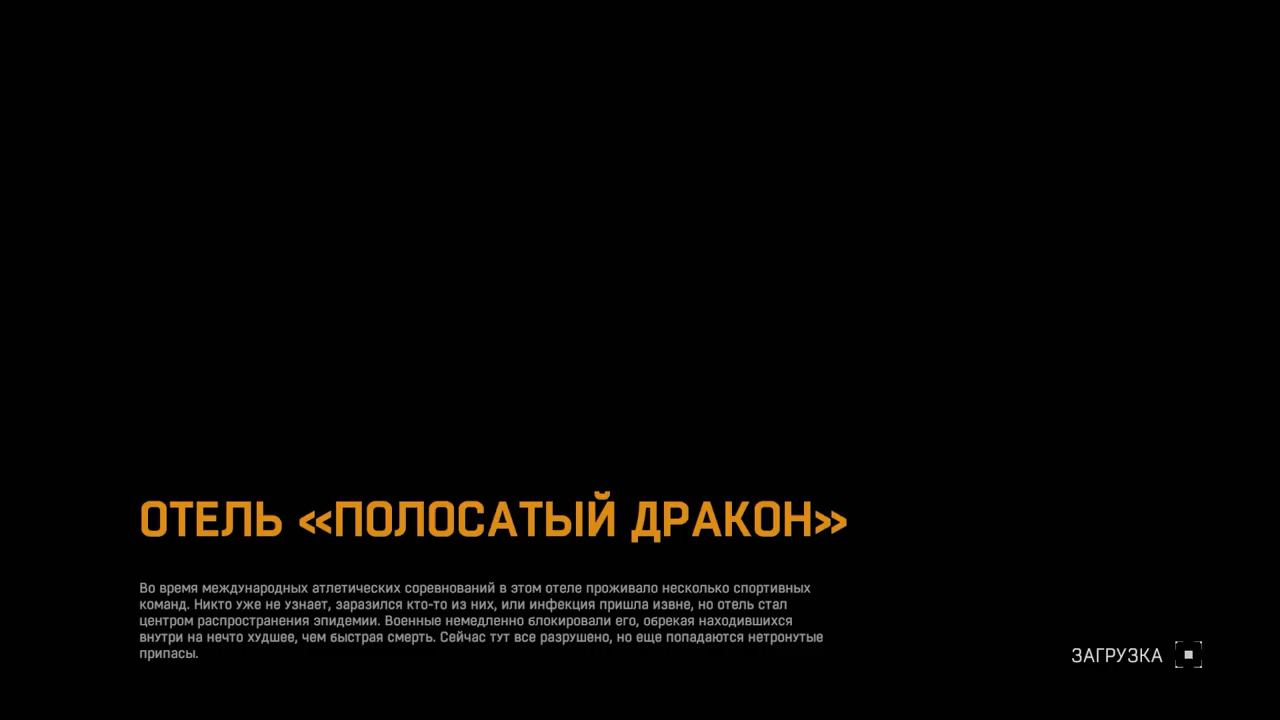 ОТЕЛЬ «ПОЛОСАТЫЙ ДРАКОН»
Во время международных атлетических соревнований в этом отеле проживало несколько спортивных
команд. Никто уже не узнает, заразился кто-то из них, или инфекция пришла извне, но отель стал
центром распространения эпидемии. Военные немедленно блокировали его, обрекая находившихся
внутри на нечто худшее, чем быстрая смерть. Сейчас тут все разрушено, но еще попадаются нетронутые
припасы.
ЗАГРУЗКА